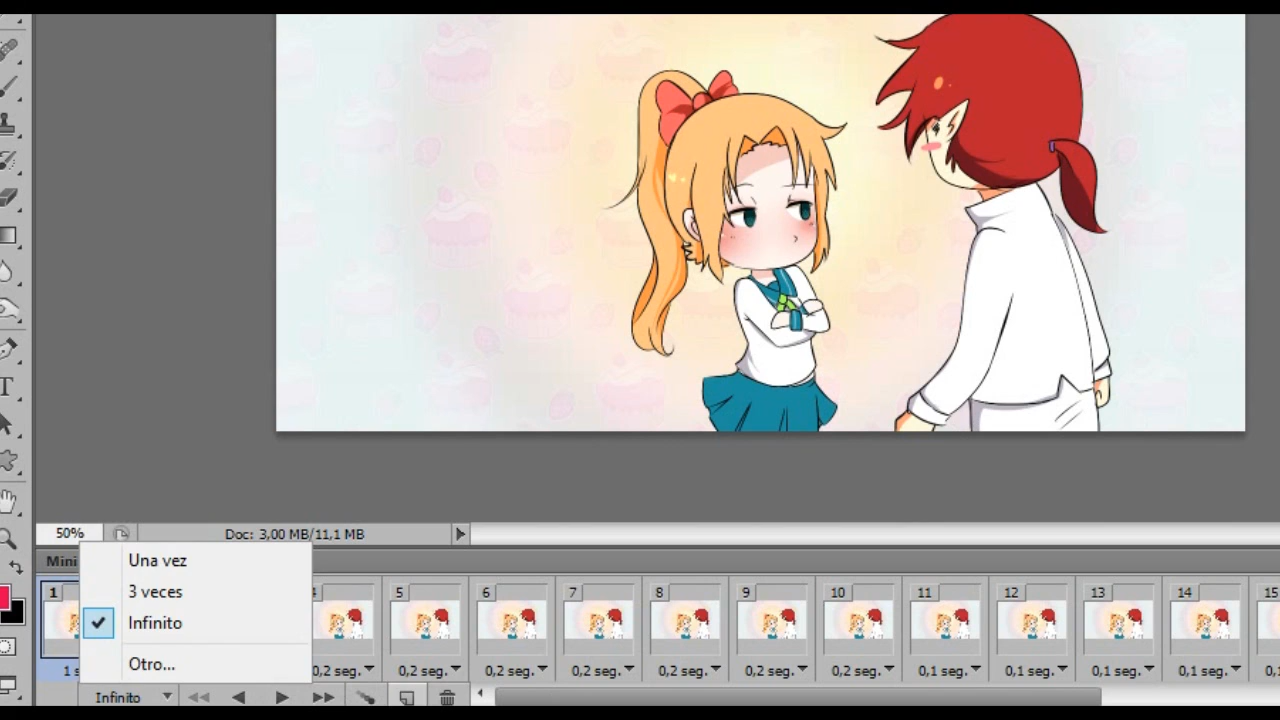 50%
Doc: 3,00 MB/11,1 MB
Mini
Una vez
3 veces
Infinito
Otro...
1 5 6 7 8 9 10 11 12 13 14 15
0,2 seg. 0,2 seg. 0,2 seg. 0,2 seg. 0,2 seg. 0,2 seg. 0,2 seg. 0,1 seg. 0,1 seg. 0,1 seg. 0,1 seg.
Infinito